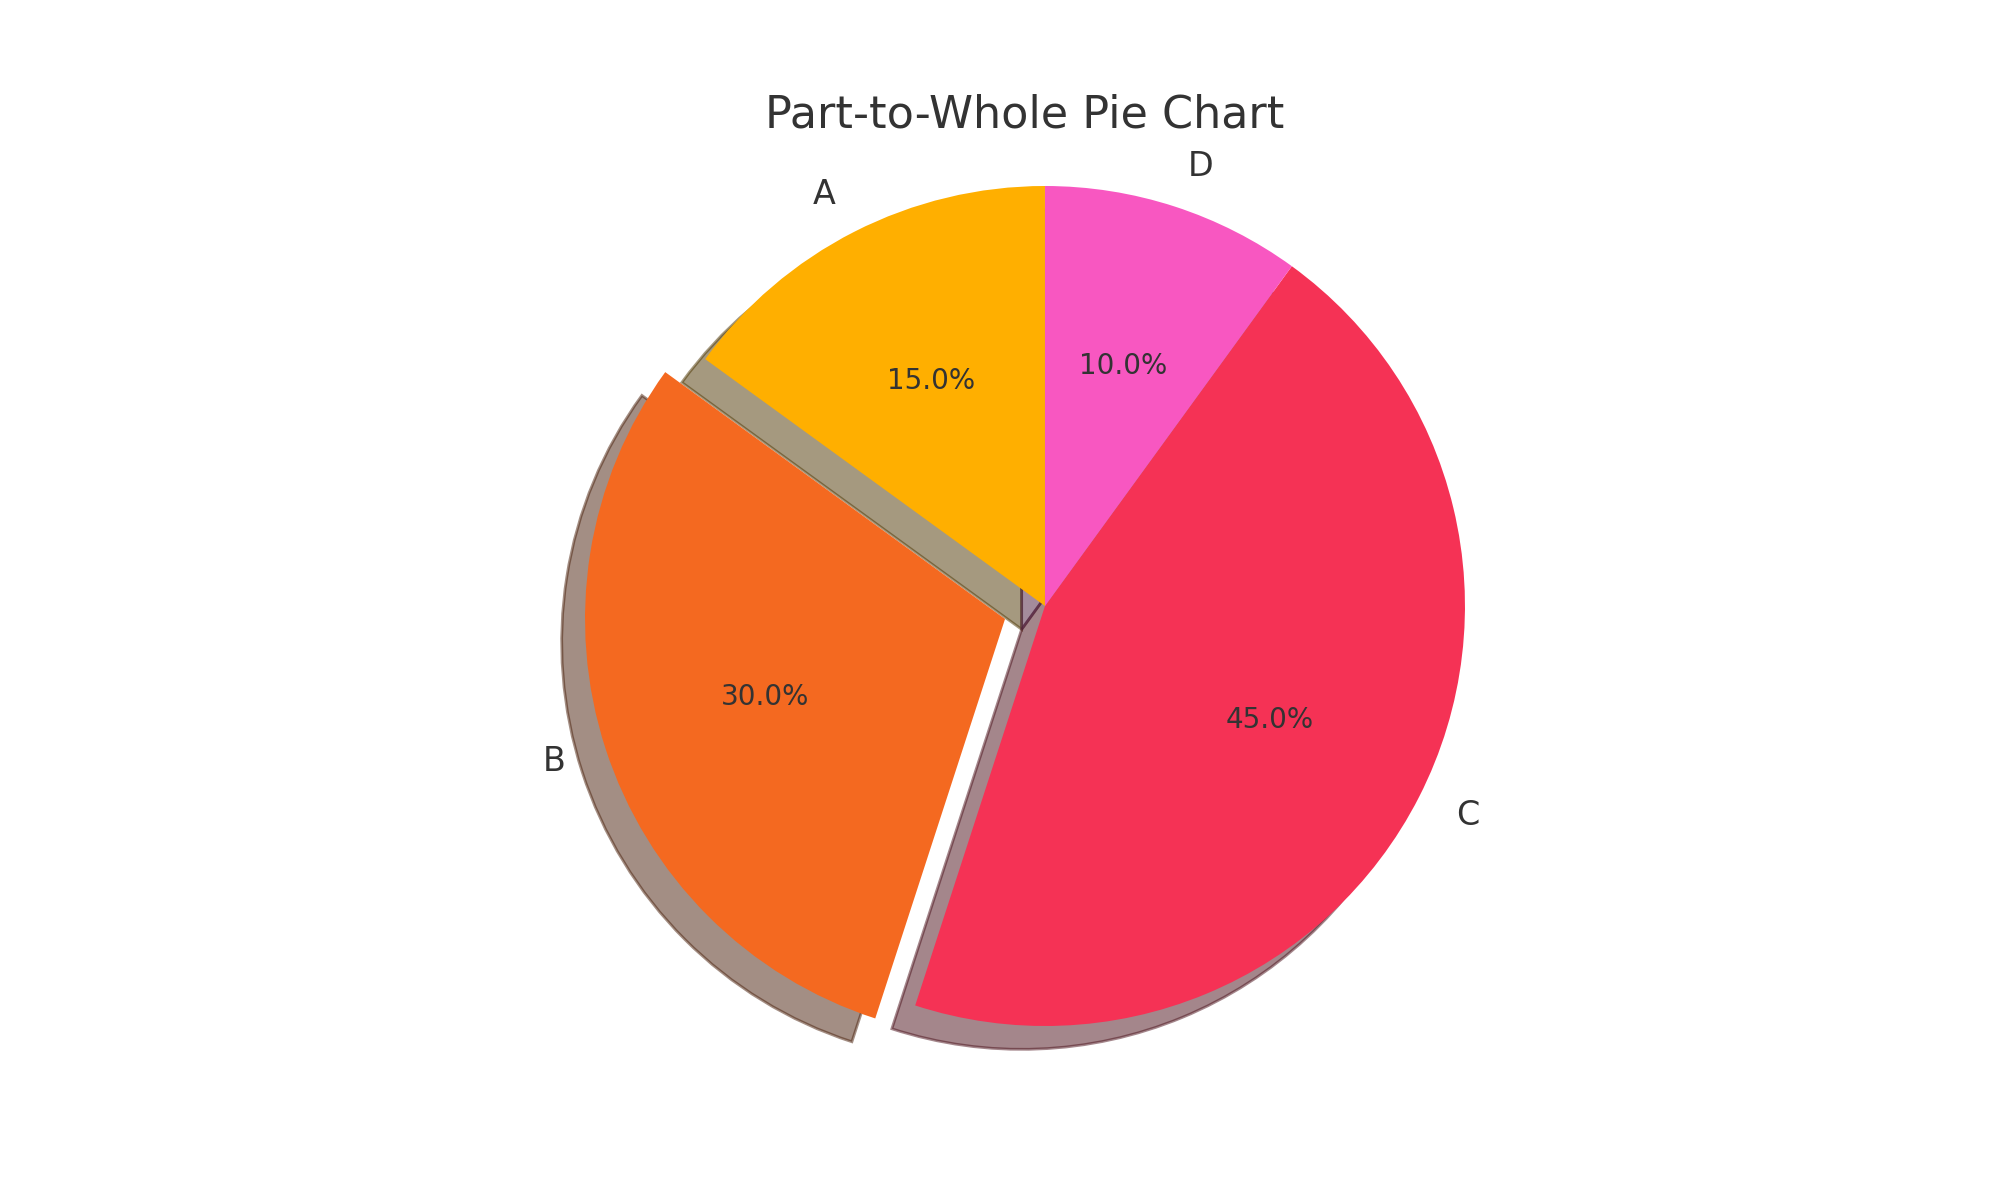 Part-to-Whole Pie Chart
D
A
10.0%
15.0%
30.0%
45.0%
B
C